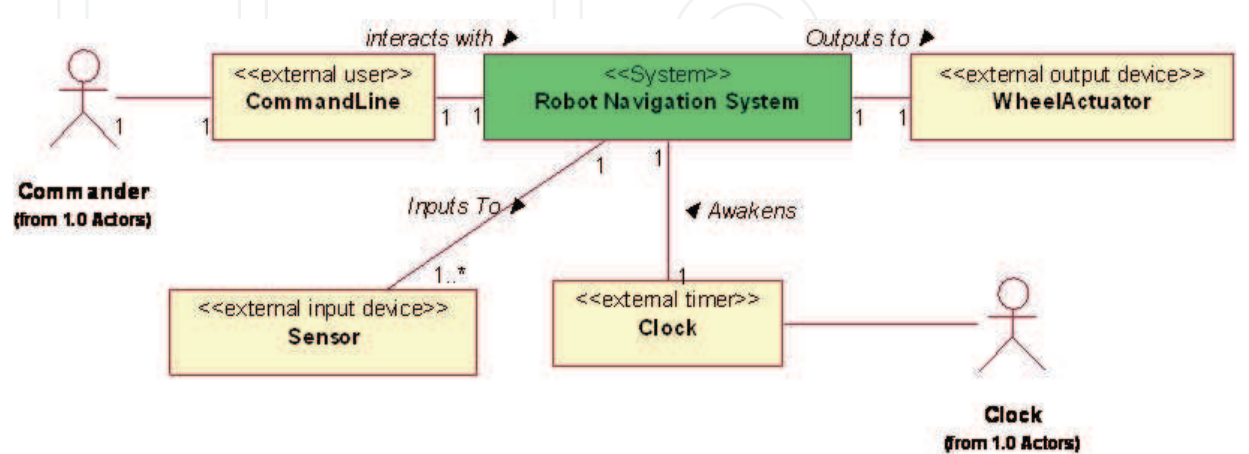 interacts with ▶
Outputs to ▶
<<external user>>
CommandLine
<<System>>
Robot Navigation System
<<external output device>>
WheelActuator
1
1
1
1
1
1
Commander
(from 1.0 Actors)
1
1
Inputs To ▶
◀ Awakens
1..*
1
<<external input device>>
Sensor
<<external timer>>
Clock
Clock
(from 1.0 Actors)